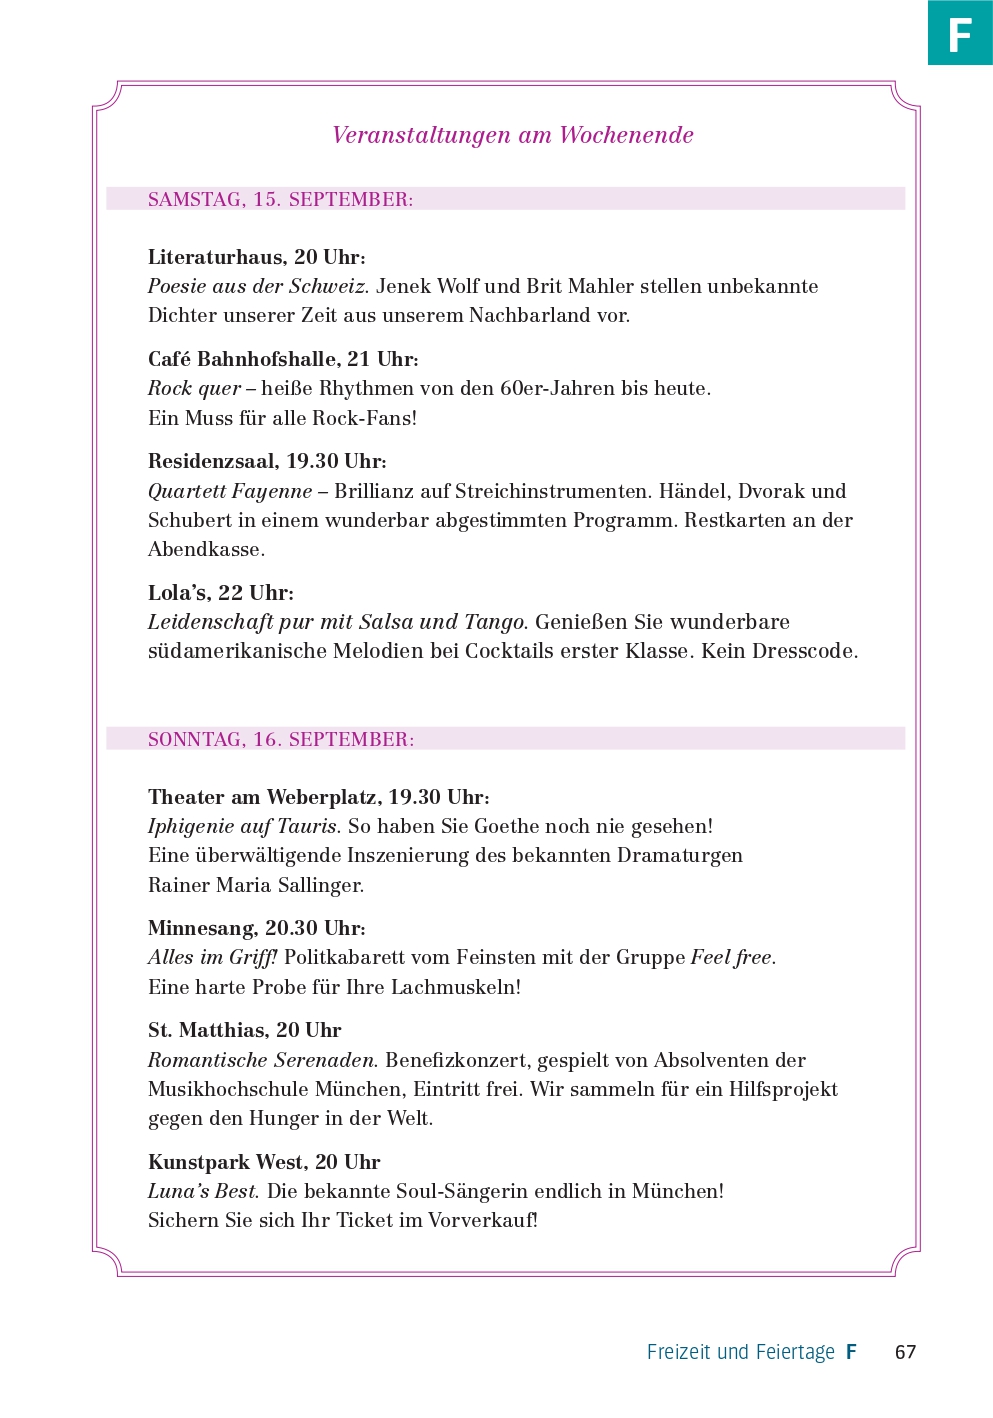 F
Veranstaltungen am Wochenende
SAMSTAG, 15. SEPTEMBER:
Literaturhaus, 20 Uhr:
Poesie aus der Schweiz. Jenek Wolf und Brit Mahler stellen unbekannte
Dichter unserer Zeit aus unserem Nachbarland vor.
Café Bahnhofshalle, 21 Uhr:
Rock quer – heiße Rhythmen von den 60er-Jahren bis heute.
Ein Muss für alle Rock-Fans!
Residenzsaal, 19.30 Uhr:
Quartett Fayenne – Brillianz auf Streichinstrumenten. Händel, Dvorak und
Schubert in einem wunderbar abgestimmten Programm. Restkarten an der
Abendkasse.
Lola’s, 22 Uhr:
Leidenschaft pur mit Salsa und Tango. Genießen Sie wunderbare
südamerikanische Melodien bei Cocktails erster Klasse. Kein Dresscode.
SONNTAG, 16. SEPTEMBER:
Theater am Weberplatz, 19.30 Uhr:
Iphigenie auf Tauris. So haben Sie Goethe noch nie gesehen!
Eine überwältigende Inszenierung des bekannten Dramaturgen
Rainer Maria Sallinger.
Minnesang, 20.30 Uhr:
Alles im Griff! Politkabarett vom Feinsten mit der Gruppe Feel free.
Eine harte Probe für Ihre Lachmuskeln!
St. Matthias, 20 Uhr
Romantische Serenaden. Benefizkonzert, gespielt von Absolventen der
Musikhochschule München, Eintritt frei. Wir sammeln für ein Hilfsprojekt
gegen den Hunger in der Welt.
Kunstpark West, 20 Uhr
Luna’s Best. Die bekannte Soul-Sängerin endlich in München!
Sichern Sie sich Ihr Ticket im Vorverkauf!
Freizeit und Feiertage F 67